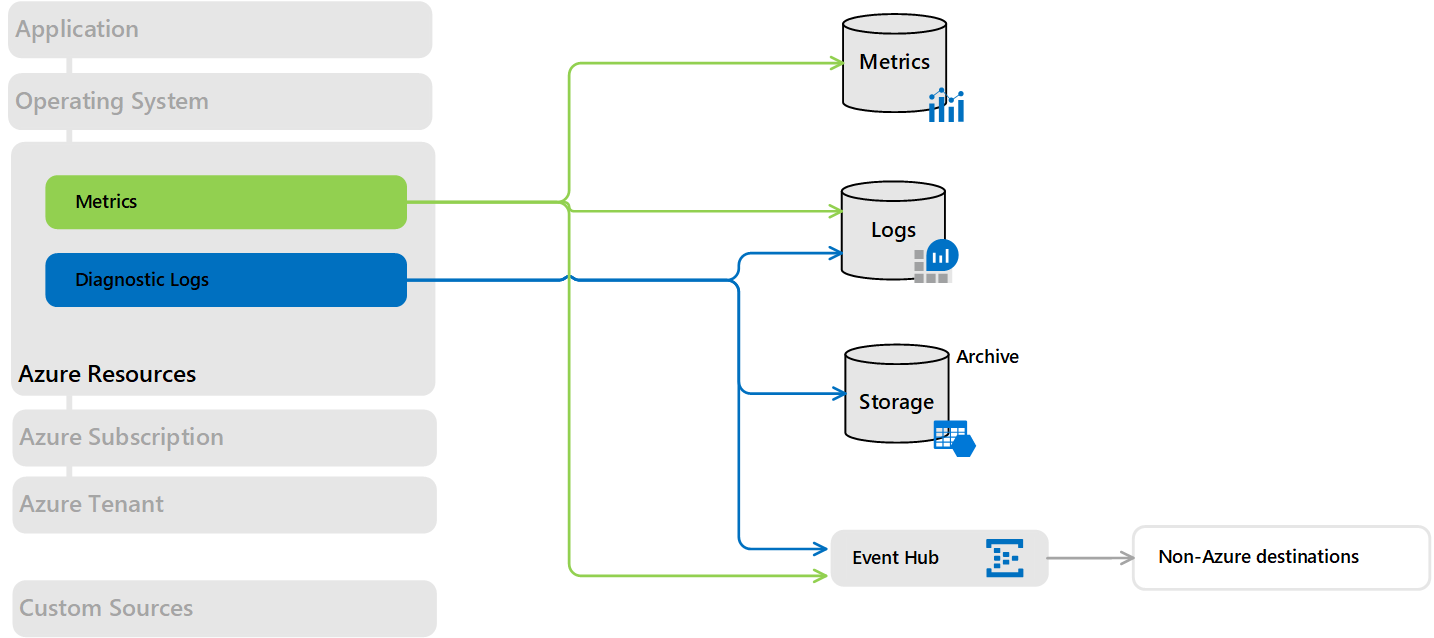 Application
Operating System
Metrics
Diagnostic Logs
Azure Resources
Azure Subscription
Azure Tenant
Custom Sources
Metrics
Logs
Archive
Storage
Event Hub
Non-Azure destinations